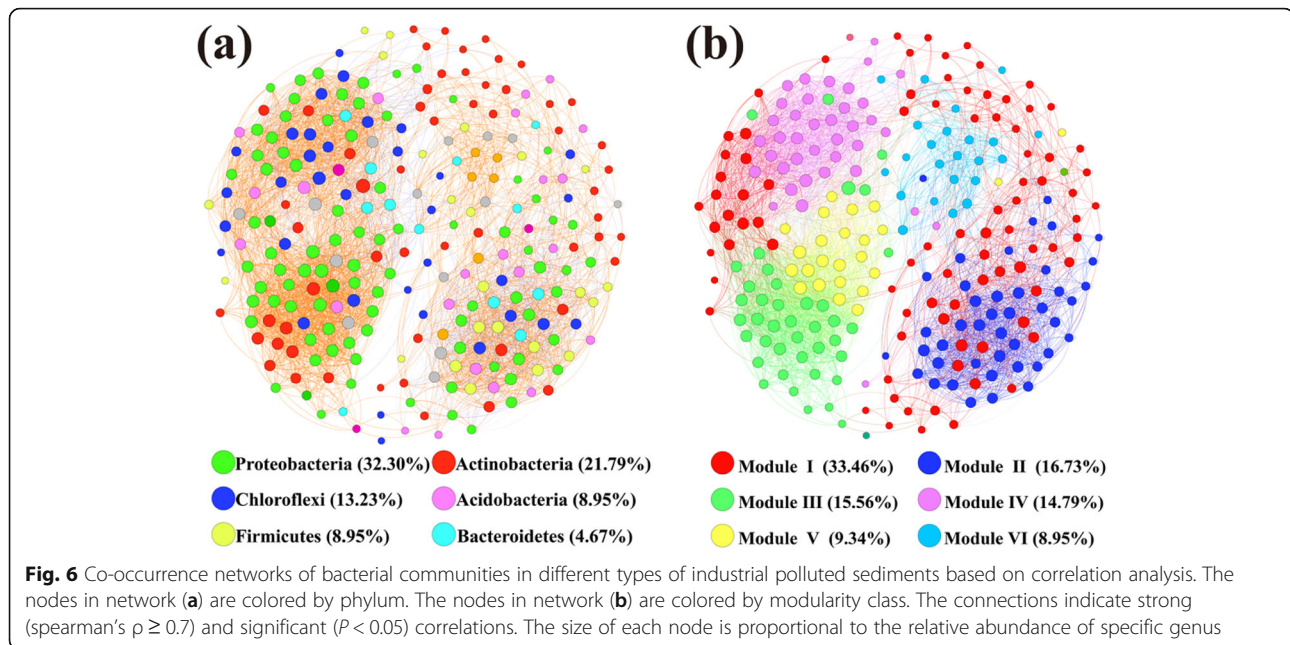 (a)
(b)
Proteobacteria (32.30%) Actinobacteria (21.79%)
Chloroflexi (13.23%) Acidobacteria (8.95%)
Firmicutes (8.95%) Bacteroidetes (4.67%)
Module I (33.46%) Module II (16.73%)
Module III (15.56%) Module IV (14.79%)
Module V (9.34%) Module VI (8.95%)
Fig. 6 Co-occurrence networks of bacterial communities in different types of industrial polluted sediments based on correlation analysis. The
nodes in network (a) are colored by phylum. The nodes in network (b) are colored by modularity class. The connections indicate strong
(spearman's ρ ≥ 0.7) and significant (P < 0.05) correlations. The size of each node is proportional to the relative abundance of specific genus